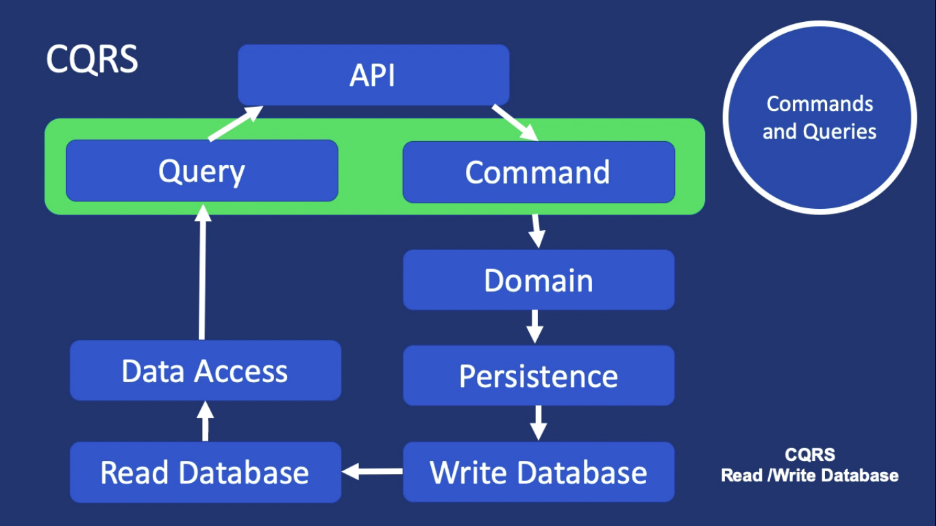 CQRS
API
Commands
and Queries
Query
Command
Domain
Data Access
Persistence
Read Database
Write Database
CQRS
Read /Write Database